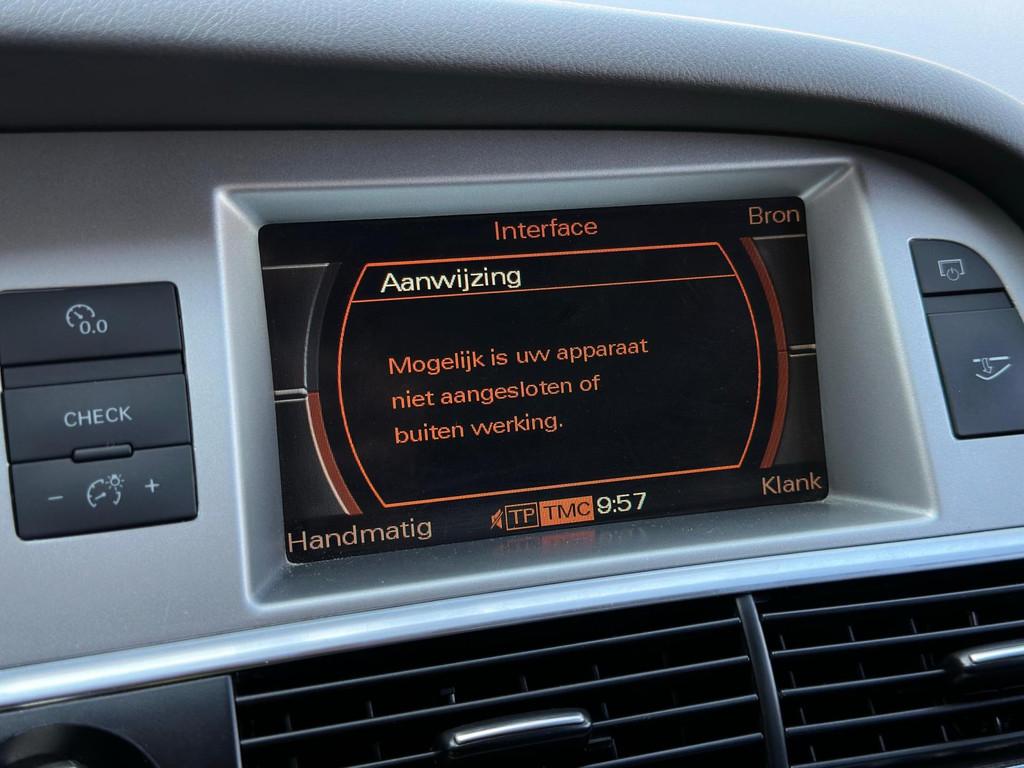 Interface
Bron
Aanwijzing
Mogelijk is uw apparaat
niet aangesloten of
buiten werking.
Handmatig
TP TMC 9:57
Klank
0.0
CHECK
- +